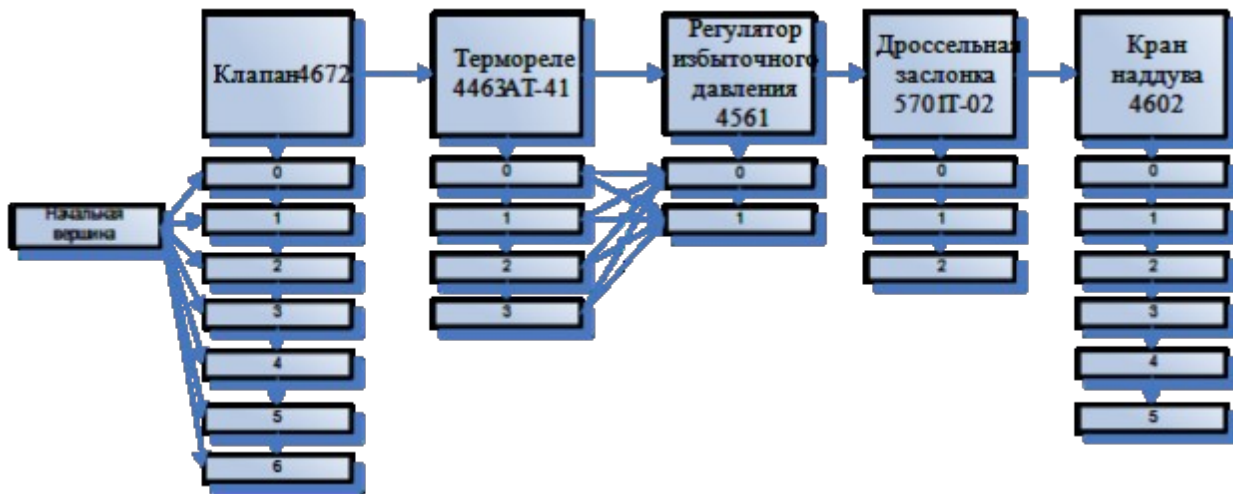 Клапан4672
Термореле
4463АТ-41
Регулятор
избыточного
давления
4561
Дроссельная
заслонка
5701Т-02
Кран
наддува
4602
Начальная
вершина
0
1
2
3
4
5
6
0
1
2
3
0
1
0
1
2
0
1
2
3
4
5